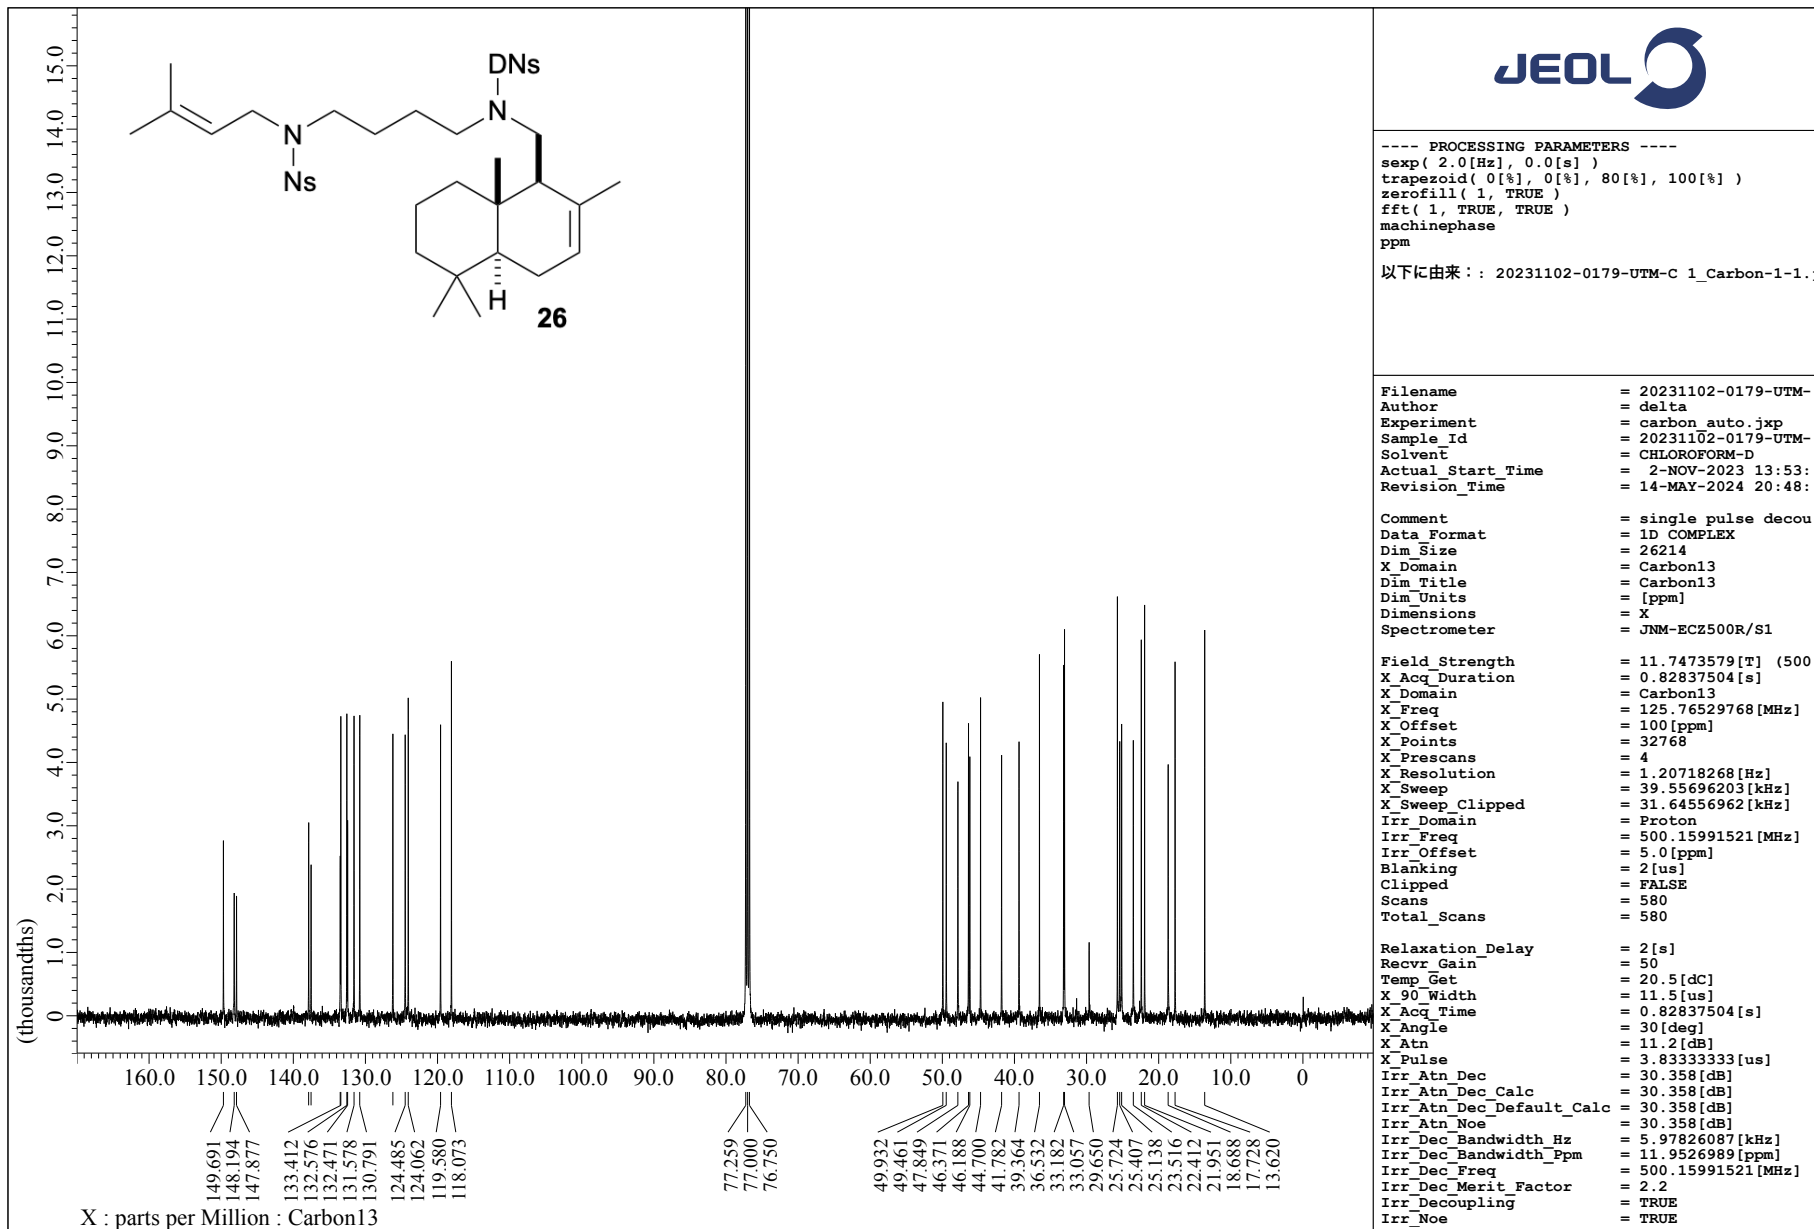 DNs
N
N
Ns
H
26
(thousandths)
15.0
14.0
13.0
12.0
11.0
10.0
9.0
8.0
7.0
6.0
5.0
4.0
3.0
2.0
1.0
0
160.0 150.0 140.0 130.0 120.0 110.0 100.0 90.0 80.0 70.0 60.0 50.0 40.0 30.0 20.0 10.0 0
149.691
148.194
147.877
133.412
132.576
132.471
131.578
130.791
124.485
124.062
119.580
118.073
77.259
77.000
76.750
49.932
49.461
47.849
46.371
46.188
44.700
41.782
39.364
36.532
33.182
33.057
29.650
25.724
25.407
25.138
23.516
22.412
21.951
18.688
17.728
13.620
X : parts per Million : Carbon13
JEOL
---- PROCESSING PARAMETERS ----
sexp( 2.0[Hz], 0.0[s] )
trapezoid( 0[%], 0[%], 80[%], 100[%] )
zerofill( 1, TRUE )
fft( 1, TRUE, TRUE )
machinephase
ppm
以下に由来：: 20231102-0179-UTM-C 1_Carbon-1-1.
Filename = 20231102-0179-UTM-
Author = delta
Experiment = carbon_auto.jxp
Sample_Id = 20231102-0179-UTM-
Solvent = CHLOROFORM-D
Actual_Start_Time = 2-NOV-2023 13:53:
Revision_Time = 14-MAY-2024 20:48:
Comment = single pulse decou
Data_Format = 1D COMPLEX
Dim_Size = 26214
X_Domain = Carbon13
Dim_Title = Carbon13
Dim_Units = [ppm]
Dimensions = X
Spectrometer = JNM-ECZ500R/S1
Field_Strength = 11.7473579[T] (500
X_Acq_Duration = 0.82837504[s]
X_Domain = Carbon13
X_Freq = 125.76529768[MHz]
X_Offset = 100[ppm]
X_Points = 32768
X_Prescans = 4
X_Resolution = 1.20718268[Hz]
X_Sweep = 39.55696203[kHz]
X_Sweep_Clipped = 31.64556962[kHz]
Irr_Domain = Proton
Irr_Freq = 500.15991521[MHz]
Irr_Offset = 5.0[ppm]
Blanking = 2[us]
Clipped = FALSE
Scans = 580
Total_Scans = 580
Relaxation_Delay = 2[s]
Recvr_Gain = 50
Temp_Get = 20.5[dC]
X_90_Width = 11.5[us]
X_Acq_Time = 0.82837504[s]
X_Angle = 30[deg]
X_Atn = 11.2[dB]
X_Pulse = 3.83333333[us]
Irr_Atn_Dec = 30.358[dB]
Irr_Atn_Dec_Calc = 30.358[dB]
Irr_Atn_Dec_Default_Calc = 30.358[dB]
Irr_Atn_Noe = 30.358[dB]
Irr_Dec_Bandwidth_Hz = 5.97826087[kHz]
Irr_Dec_Bandwidth_Ppm = 11.9526989[ppm]
Irr_Dec_Freq = 500.15991521[MHz]
Irr_Dec_Merit_Factor = 2.2
Irr_Decoupling = TRUE
Irr_Noe = TRUE